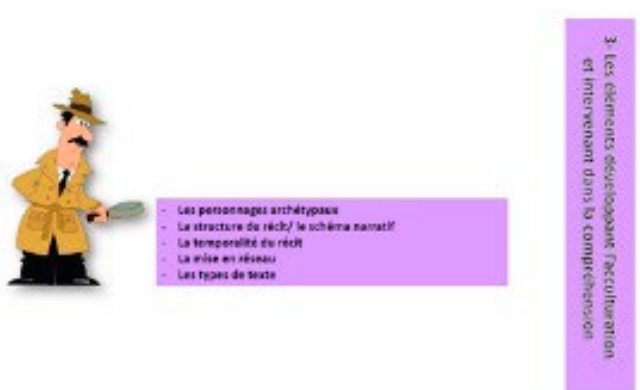 3- Les éléments développant l'acculturation
et intervenant dans la compréhension
- Les personnages archétypaux
- La structure du récit/ le schéma narratif
- La temporalité du récit
- La mise en réseau
- Les types de texte